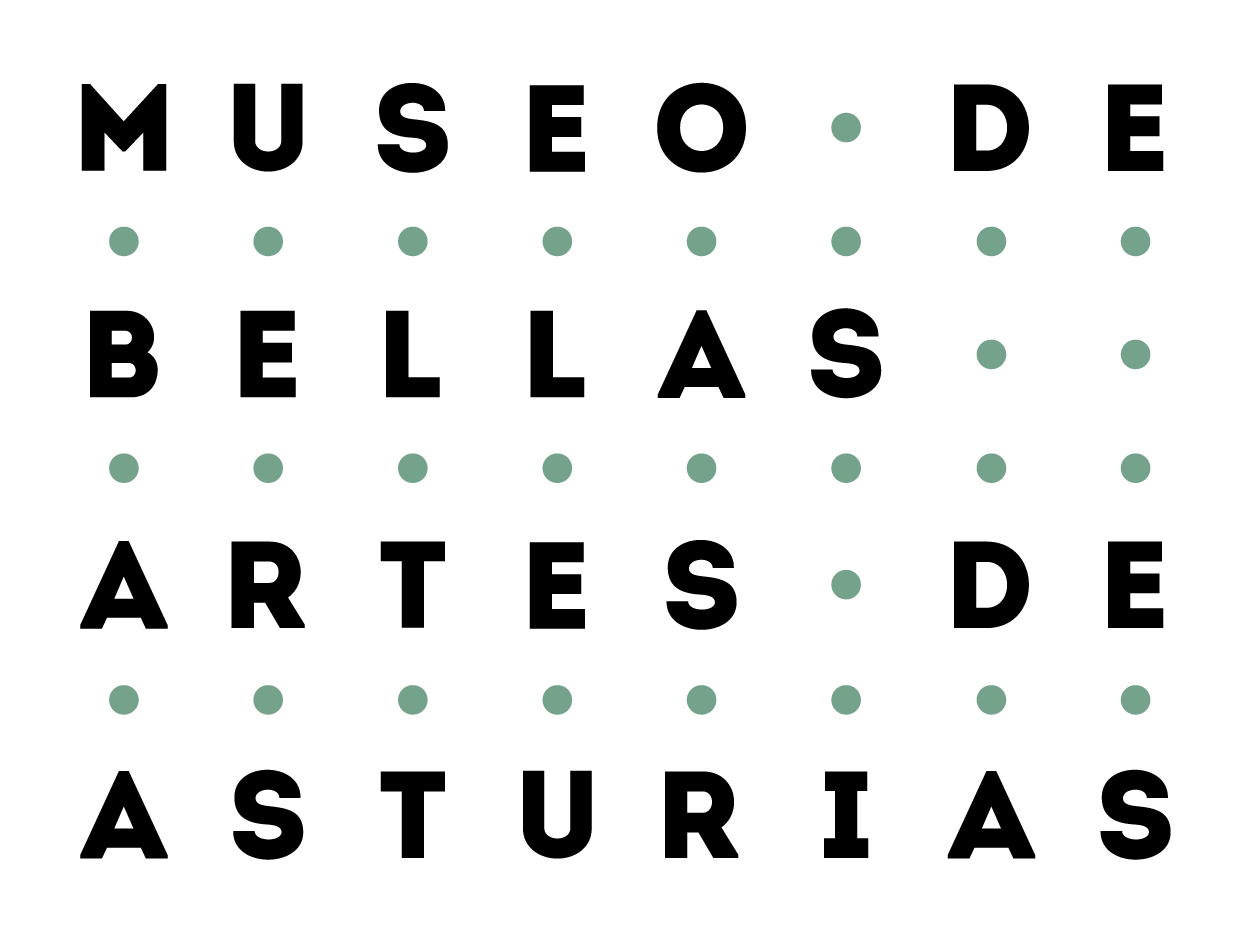 MUSEO DE
BELLAS
ARTES DE
ASTURIAS